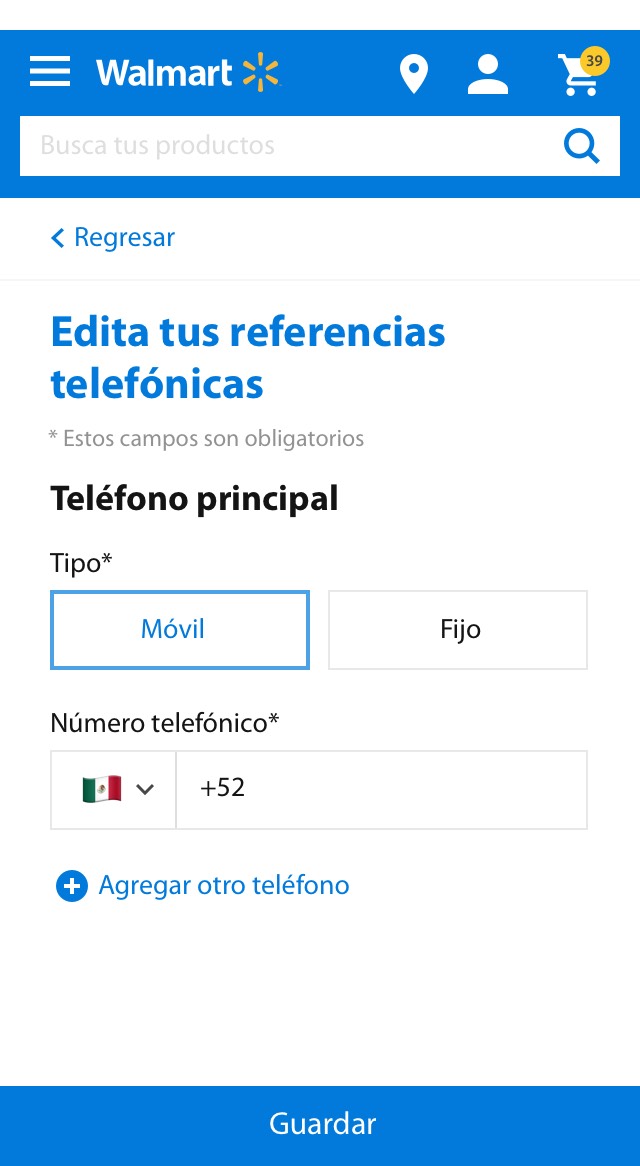 Walmart
39
Busca tus productos
Regresar
Edita tus referencias
telefónicas
* Estos campos son obligatorios
Teléfono principal
Tipo*
Móvil
Fijo
Número telefónico*
+52
Agregar otro teléfono
Guardar